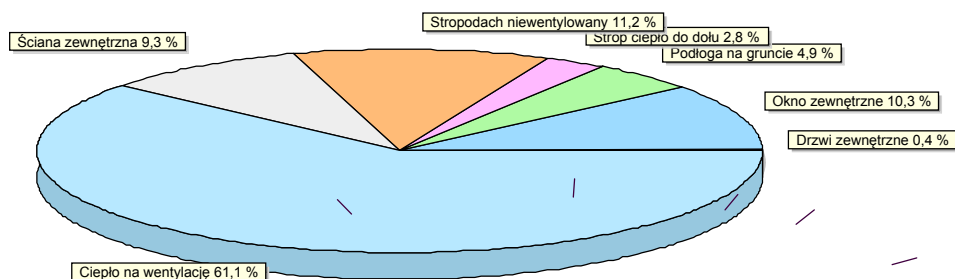 Stropodach niewentylowany 11,2 %
Ściana zewnętrzna 9,3 %
Strop ciepło do dołu 2,8 %
Podłoga na gruncie 4,9 %
Okno zewnętrzne 10,3 %
Drzwi zewnętrzne 0,4 %
Ciepło na wentylację 61,1 %